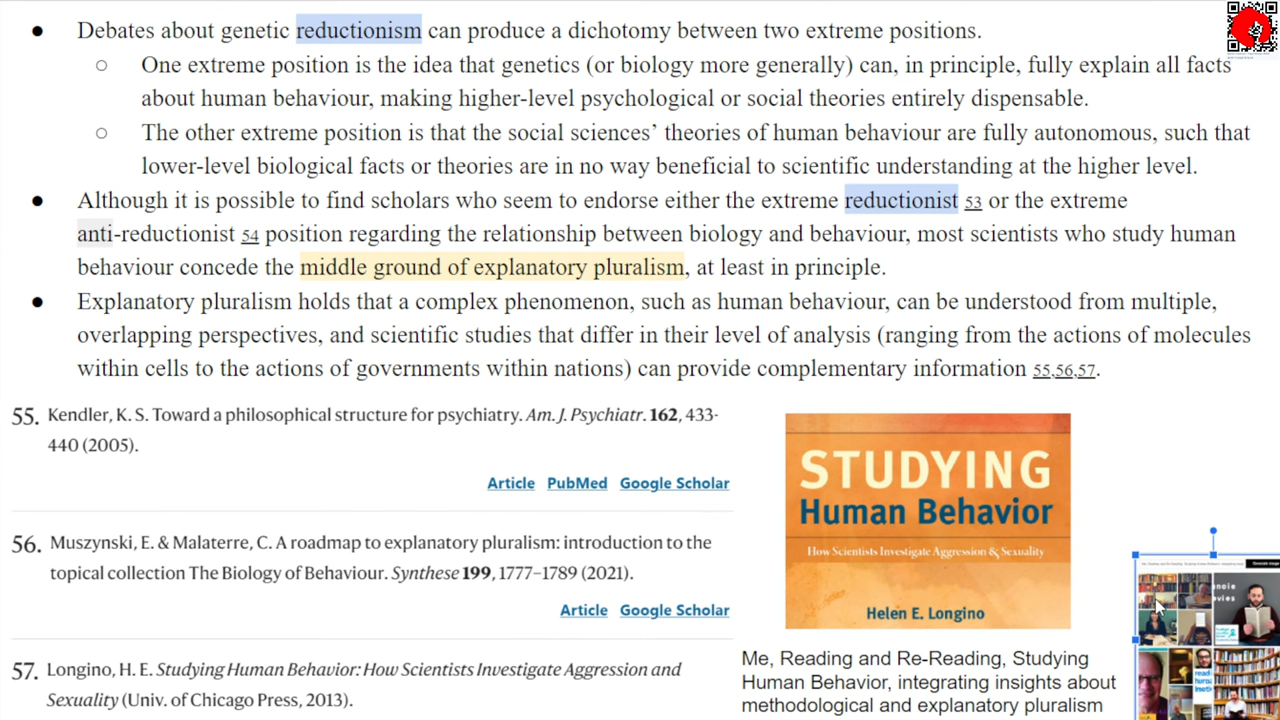 ● Debates about genetic reductionism can produce a dichotomy between two extreme positions.
○ One extreme position is the idea that genetics (or biology more generally) can, in principle, fully explain all facts
about human behaviour, making higher-level psychological or social theories entirely dispensable.
○ The other extreme position is that the social sciences’ theories of human behaviour are fully autonomous, such that
lower-level biological facts or theories are in no way beneficial to scientific understanding at the higher level.
● Although it is possible to find scholars who seem to endorse either the extreme reductionist 53 or the extreme
anti-reductionist 54 position regarding the relationship between biology and behaviour, most scientists who study human
behaviour concede the middle ground of explanatory pluralism, at least in principle.
● Explanatory pluralism holds that a complex phenomenon, such as human behaviour, can be understood from multiple,
overlapping perspectives, and scientific studies that differ in their level of analysis (ranging from the actions of molecules
within cells to the actions of governments within nations) can provide complementary information 55,56,57.
55. Kendler, K. S. Toward a philosophical structure for psychiatry. Am. J. Psychiatr. 162, 433-
440 (2005).
Article PubMed Google Scholar
56. Muszynski, E. & Malaterre, C. A roadmap to explanatory pluralism: introduction to the
topical collection The Biology of Behaviour. Synthese 199, 1777–1789 (2021).
Article Google Scholar
57. Longino, H. E. Studying Human Behavior: How Scientists Investigate Aggression and
Sexuality (Univ. of Chicago Press, 2013).
STUDYING
Human Behavior
How Scientists Investigate Aggression & Sexuality
Helen E. Longino
Me, Reading and Re-Reading, Studying
Human Behavior, integrating insights about
methodological and explanatory pluralism